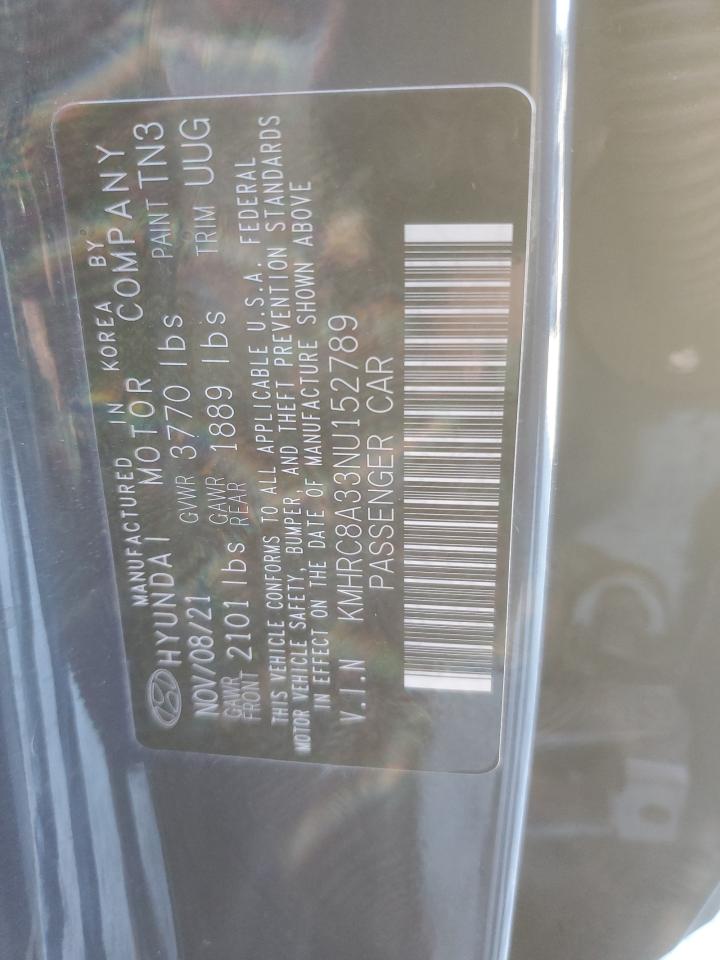 MANUFACTURED IN KOREA BY
HYUNDAI MOTOR COMPANY
NOV/08/21 GVWR 3770 lbs PAINT TN3
GAWR FRONT 2101 lbs GAWR REAR 1889 lbs TRIM UUG
THIS VEHICLE CONFORMS TO ALL APPLICABLE U.S.A. FEDERAL
MOTOR VEHICLE SAFETY, BUMPER, AND THEFT PREVENTION STANDARDS
IN EFFECT ON THE DATE OF MANUFACTURE SHOWN ABOVE
V.I.N KMHRC8A33NU152789
PASSENGER CAR